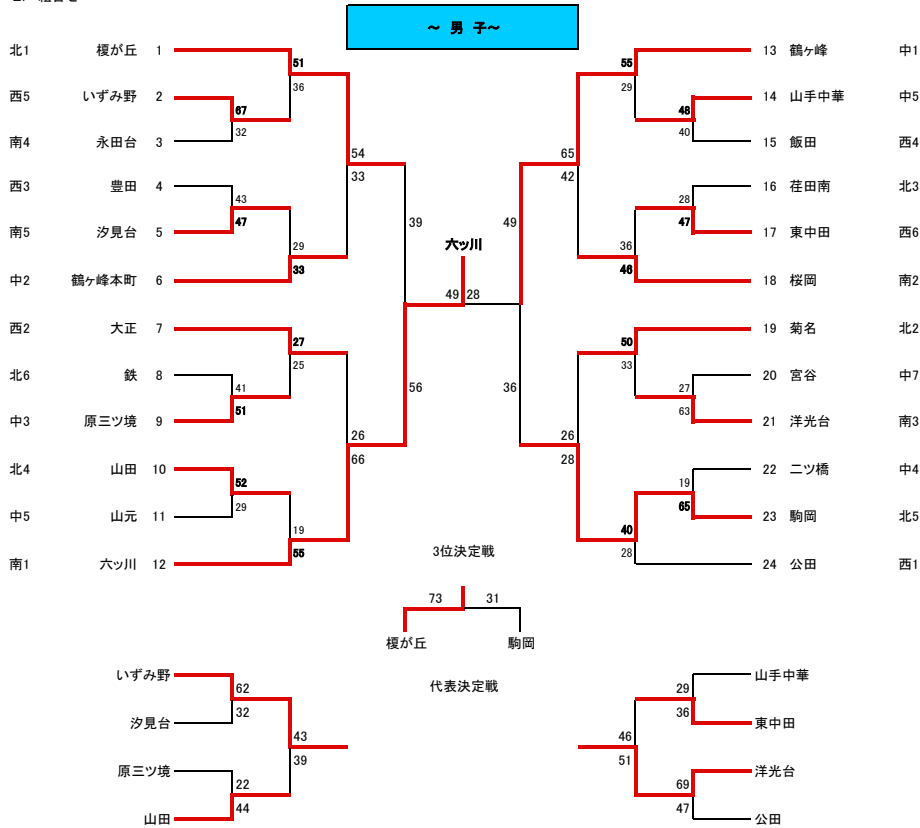 ～ 男 子～
北1 榎が丘 1
西5 いずみ野 2
南4 永田台 3
西3 豊田 4
南5 汐見台 5
中2 鶴ヶ峰本町 6
西2 大正 7
北6 鉄 8
中3 原三ツ境 9
北4 山田 10
中5 山元 11
南1 六ッ川 12
51
36
67
32
43
47
29
33
27
25
41
51
52
29
19
55
54
33
26
66
39
56
六ッ川
49 28
49
36
65
42
26
28
55
29
48
40
28
47
36
46
50
33
27
63
19
65
40
28
13 鶴ヶ峰 中1
14 山手中華 中5
15 飯田 西4
16 荏田南 北3
17 東中田 西6
18 桜岡 南2
19 菊名 北2
20 宮谷 中7
21 洋光台 南3
22 二ツ橋 中4
23 駒岡 北5
24 公田 西1
3位決定戦
73 31
榎が丘 駒岡
代表決定戦
いずみ野
62
32
汐見台
43
39
原三ツ境
22
44
山田
山手中華
29
36
東中田
46
51
洋光台
69
47
公田